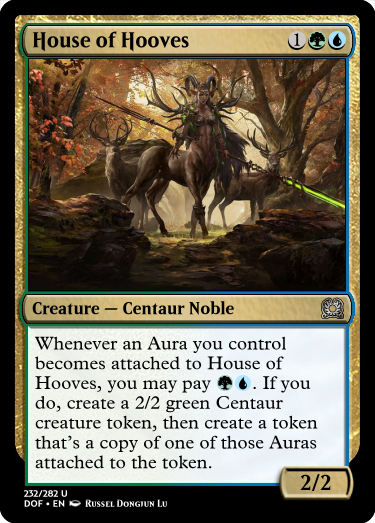 House of Hooves 1
Creature — Centaur Noble
Whenever an Aura you control
becomes attached to House of
Hooves, you may pay . If you
do, create a 2/2 green Centaur
creature token, then create a token
that's a copy of one of those Auras
attached to the token.
2/2
232/282 U
DOF • EN Russel Dongjun Lu